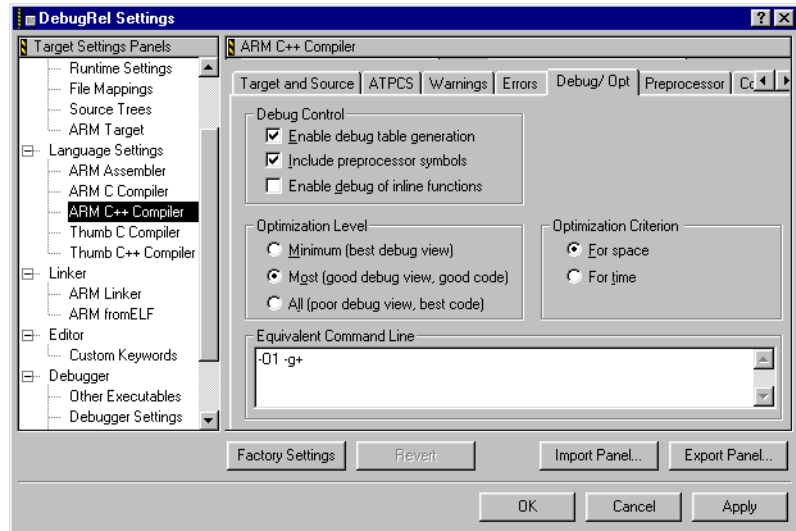 DebugRel Settings
Target Settings Panels
Runtime Settings
File Mappings
Source Trees
ARM Target
Language Settings
ARM Assembler
ARM C Compiler
ARM C++ Compiler
Thumb C Compiler
Thumb C++ Compiler
Linker
ARM Linker
ARM fromELF
Editor
Custom Keywords
Debugger
Other Executables
Debugger Settings
ARM C++ Compiler
Target and Source ATPCS Warnings Errors Debug/ Opt Preprocessor
Debug Control
Enable debug table generation
Include preprocessor symbols
Enable debug of inline functions
Optimization Level
Minimum (best debug view)
Most (good debug view, good code)
All (poor debug view, best code)
Optimization Criterion
For space
For time
Equivalent Command Line
-O1 -g+
Factory Settings Revert Import Panel... Export Panel...
OK Cancel Apply